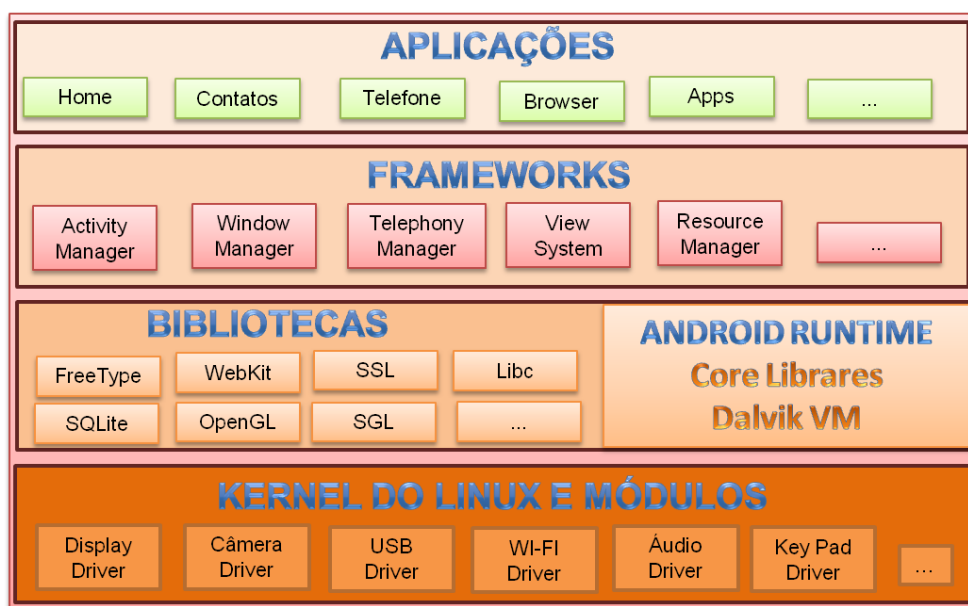 APLICAÇÕES
Home
Contatos
Telefone
Browser
Apps
...
FRAMEWORKS
Activity
Manager
Window
Manager
Telephony
Manager
View
System
Resource
Manager
...
BIBLIOTECAS
FreeType
WebKit
SSL
Libc
SQLite
OpenGL
SGL
...
ANDROID RUNTIME
Core Librares
Dalvik VM
KERNEL DO LINUX E MÓDULOS
Display
Driver
Câmera
Driver
USB
Driver
WI-FI
Driver
Áudio
Driver
Key Pad
Driver
...